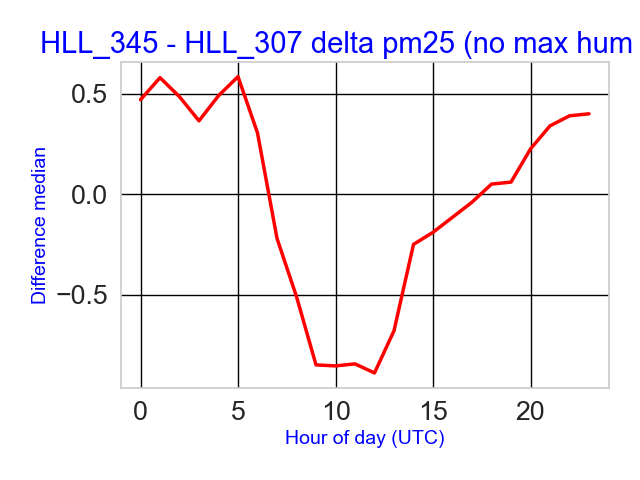 HLL_345 - HLL_307 delta pm25 (no max hum
0.5
0.0
−0.5
Difference median
0 5 10 15 20
Hour of day (UTC)